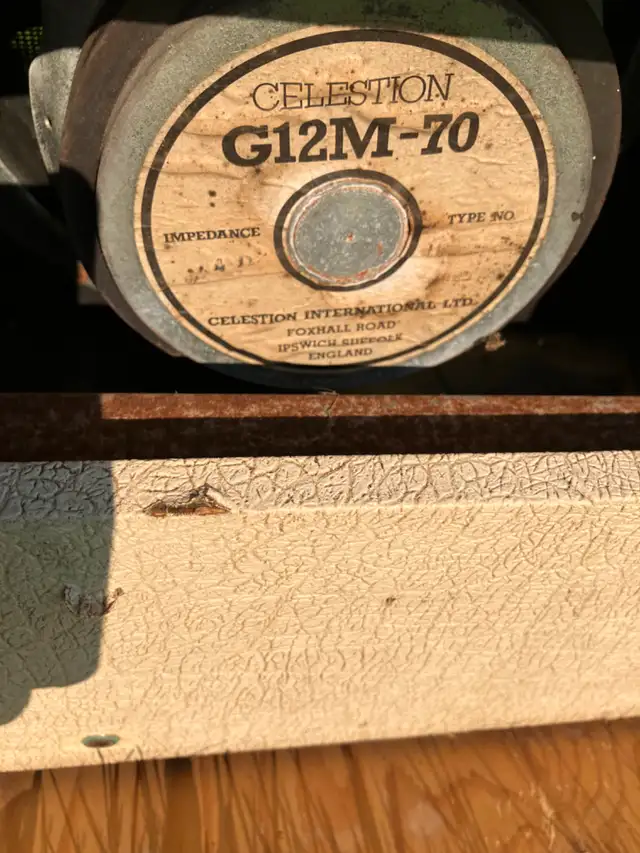 CELESTION
G12M-70
IMPEDANCE
TYPE NO
CELESTION INTERNATIONAL LTD.
FOXHALL ROAD
IPSWICH SUFFOLK
ENGLAND